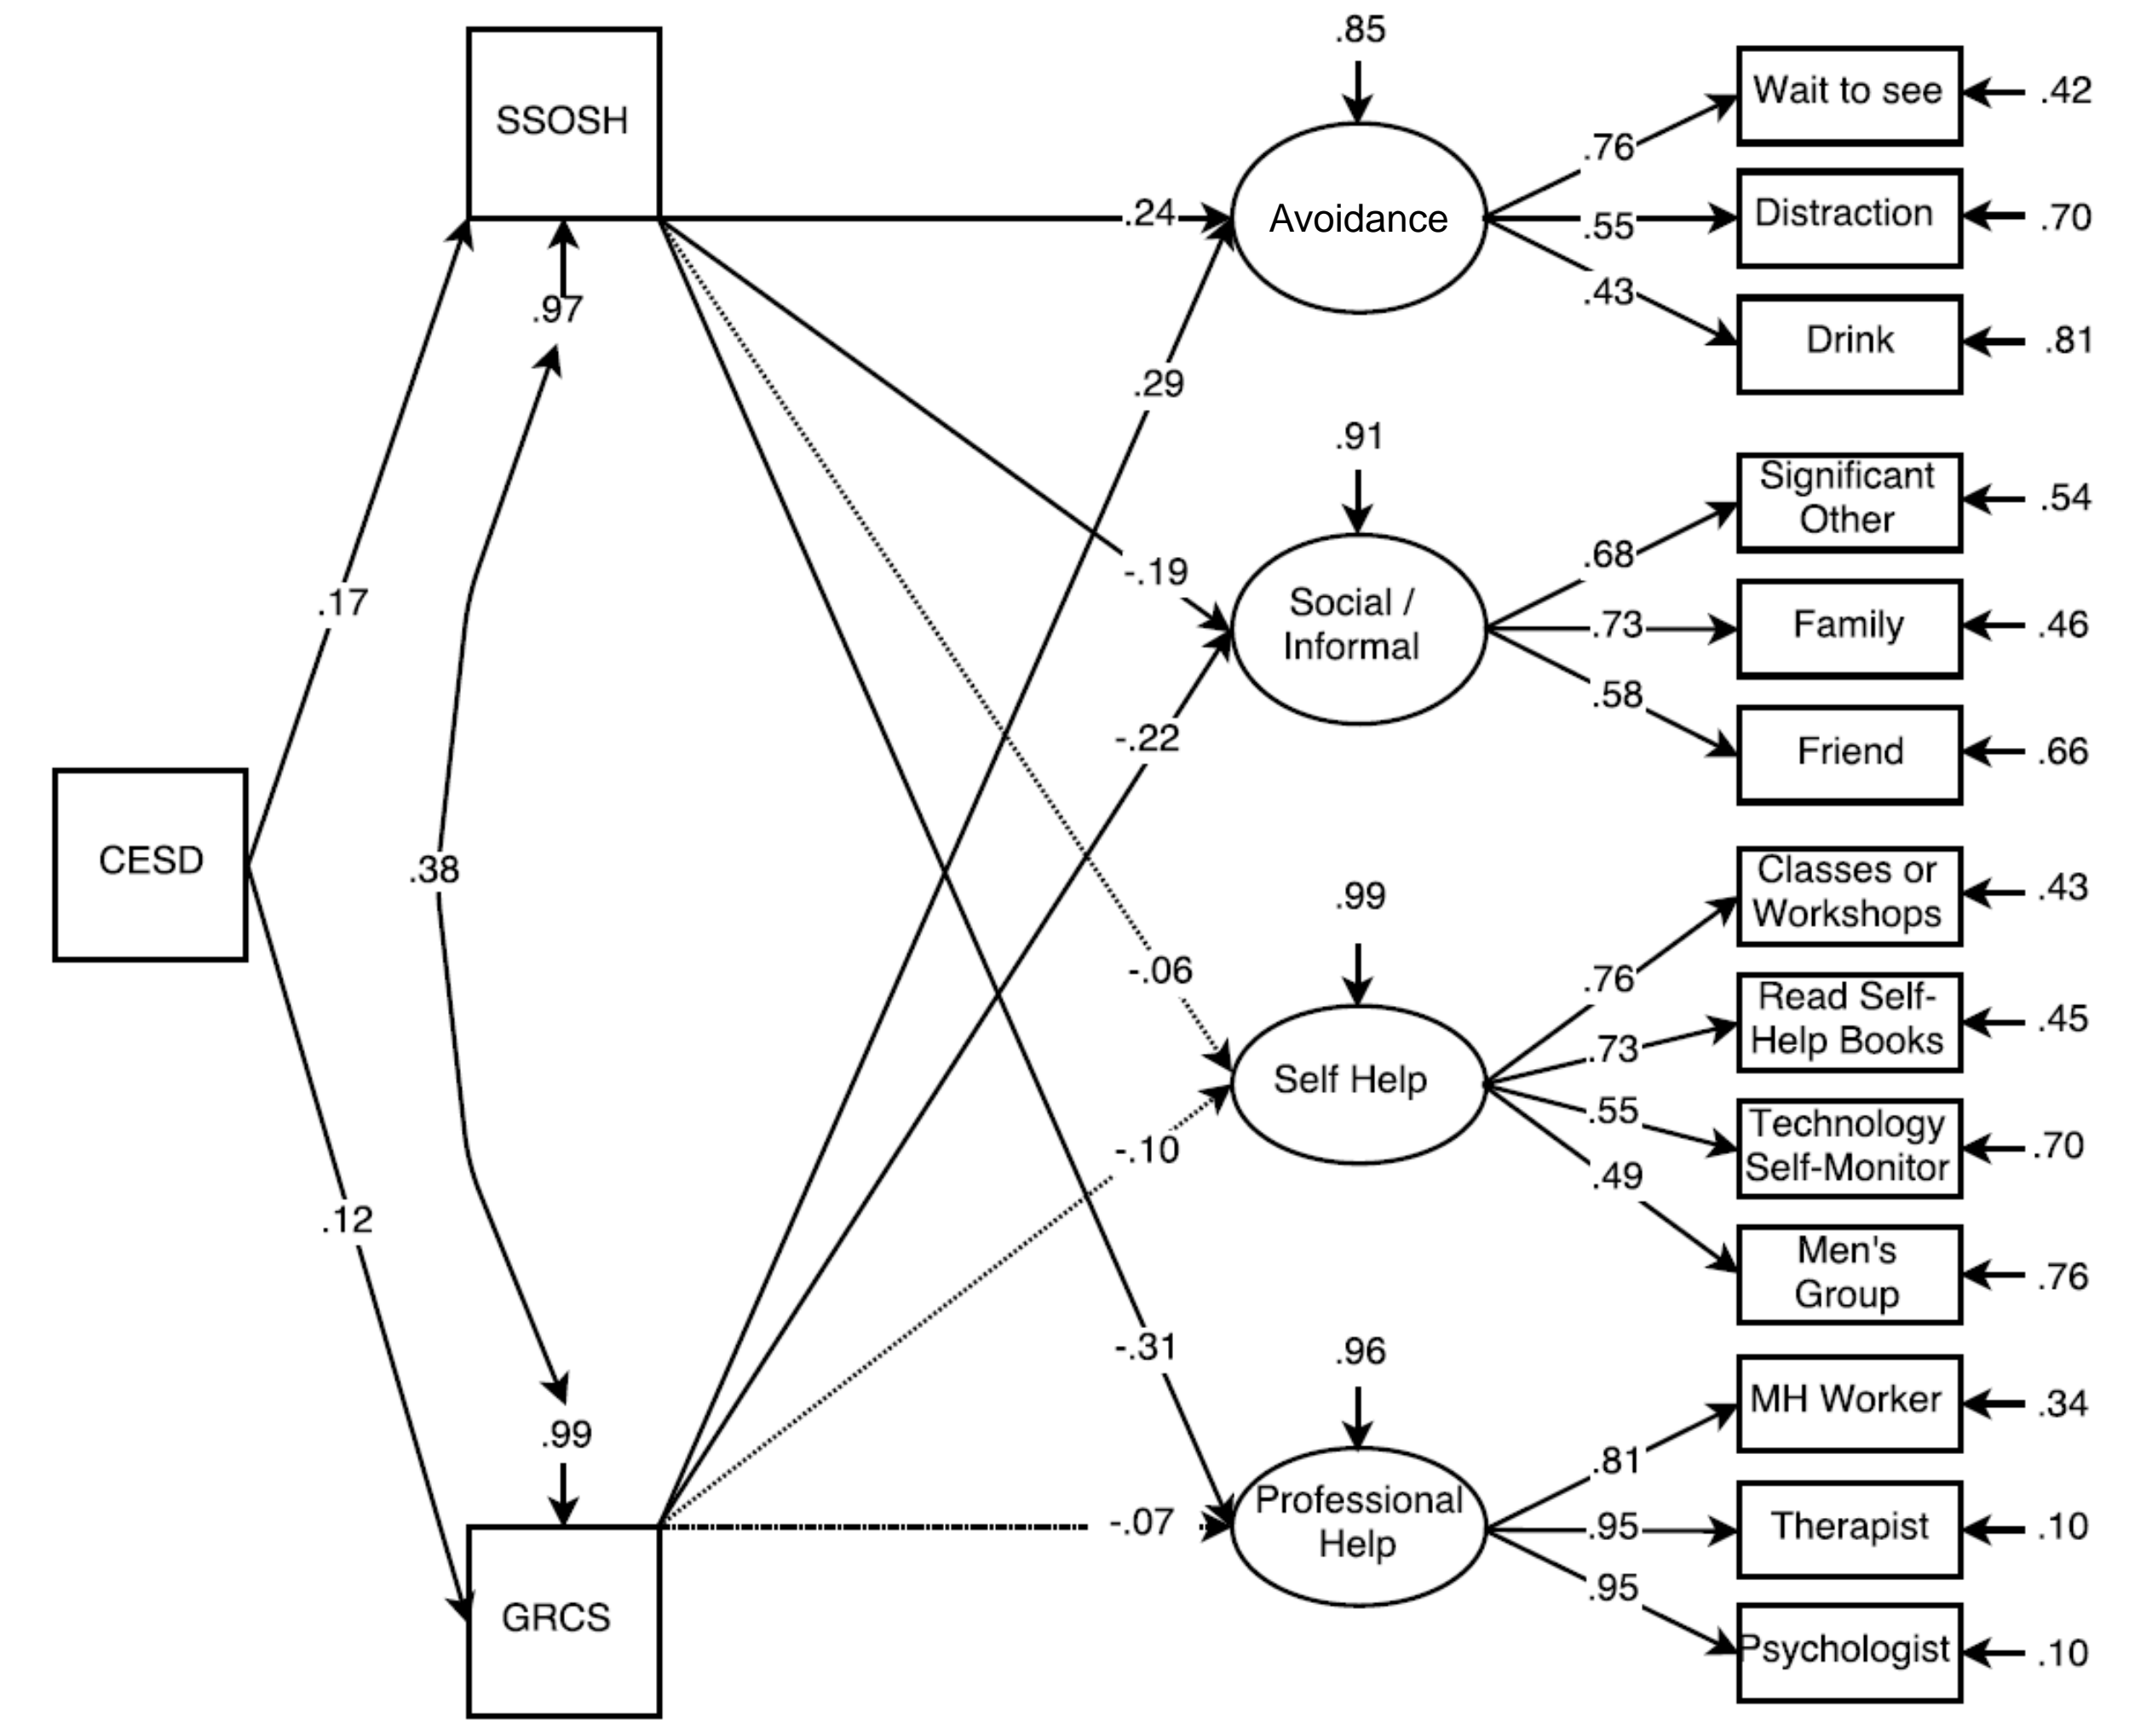 SSOSH
.97
.17
.38
CESD
.12
.99
GRCS
.24
.29
-.19
-.22
-.06
-.10
-.31
-.07
.85
Avoidance
.76
.55
.43
Wait to see
.42
Distraction
.70
Drink
.81
.91
Social /
Informal
.68
.73
.58
Significant
Other
.54
Family
.46
Friend
.66
.99
Self Help
.76
.73
.55
.49
Classes or
Workshops
.43
Read Self-
Help Books
.45
Technology
Self-Monitor
.70
Men's
Group
.76
.96
Professional
Help
.81
.95
.95
MH Worker
.34
Therapist
.10
Psychologist
.10